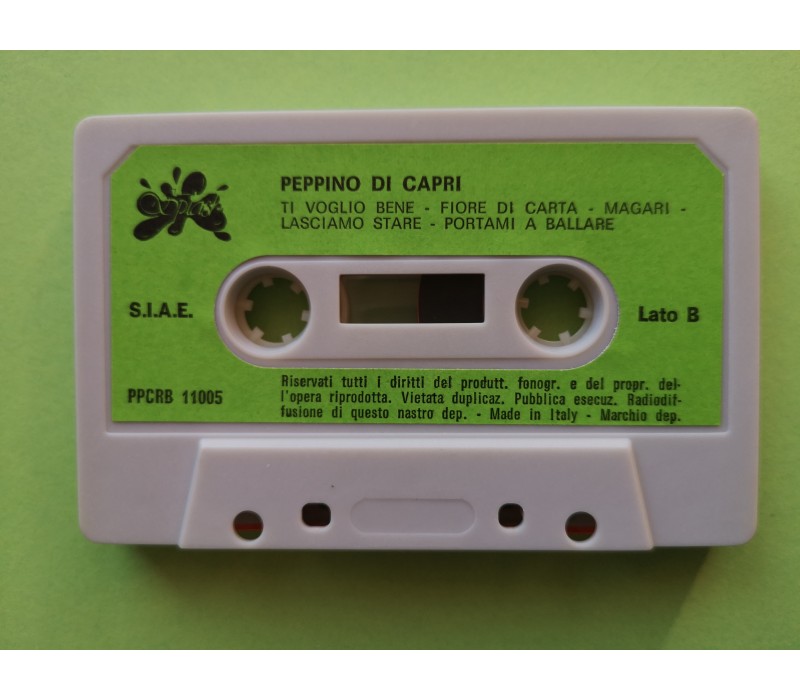 Splash
PEPPINO DI CAPRI
TI VOGLIO BENE - FIORE DI CARTA - MAGARI -
LASCIAMO STARE - PORTAMI A BALLARE
S.I.A.E.
Lato B
PPCRB 11005
Riservati tutti i diritti del produtt. fonogr. e del propr. del-
l'opera riprodotta. Vietata duplicaz. Pubblica esecuz. Radiodif-
fusione di questo nastro dep. - Made in Italy - Marchio dep.